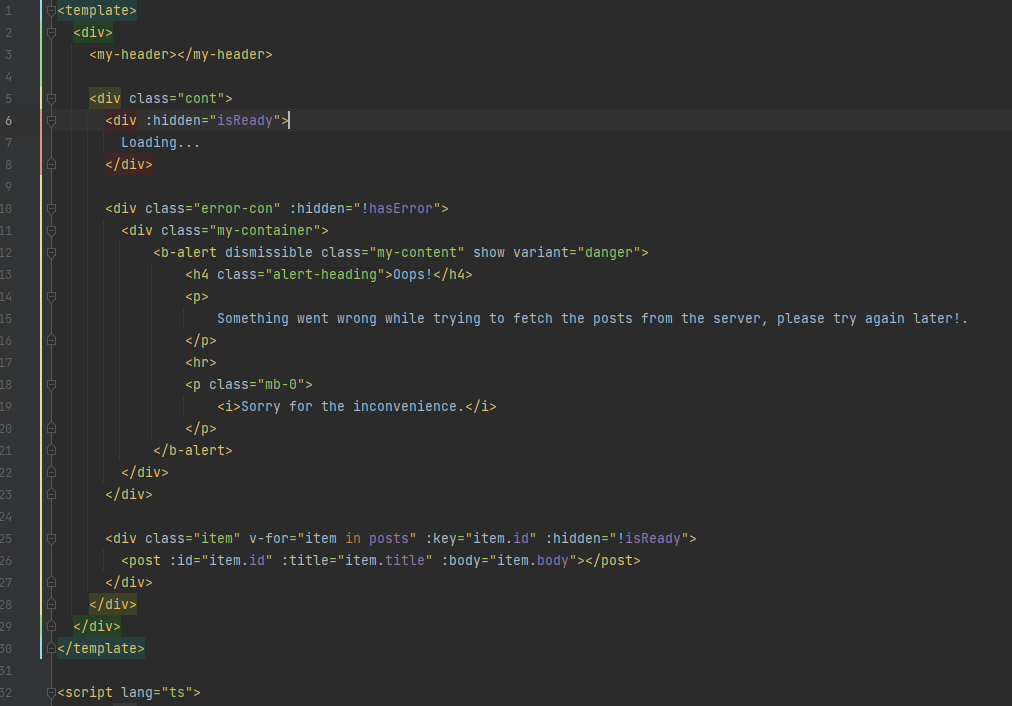 1 <template>
2 <div>
3 <my-header></my-header>
4
5 <div class="cont">
6 <div :hidden="isReady">
7 Loading...
8 </div>
9
10 <div class="error-con" :hidden="!hasError">
11 <div class="my-container">
12 <b-alert dismissible class="my-content" show variant="danger">
13 <h4 class="alert-heading">Oops!</h4>
14 <p>
15 Something went wrong while trying to fetch the posts from the server, please try again later!.
16 </p>
17 <hr>
18 <p class="mb-0">
19 <i>Sorry for the inconvenience.</i>
20 </p>
21 </b-alert>
22 </div>
23 </div>
24
25 <div class="item" v-for="item in posts" :key="item.id" :hidden="!isReady">
26 <post :id="item.id" :title="item.title" :body="item.body"></post>
27 </div>
28 </div>
29 </div>
30 </template>
31
32 <script lang="ts">